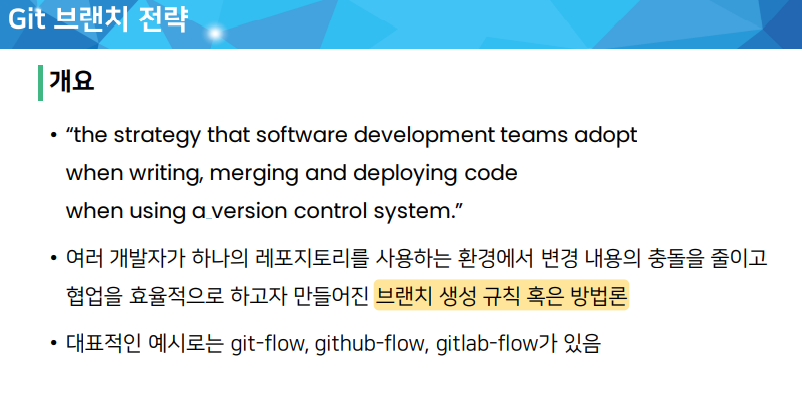 Git 브랜치 전략
개요
• “the strategy that software development teams adopt
when writing, merging and deploying code
when using a version control system.”
• 여러 개발자가 하나의 레포지토리를 사용하는 환경에서 변경 내용의 충돌을 줄이고
협업을 효율적으로 하고자 만들어진 브랜치 생성 규칙 혹은 방법론
• 대표적인 예시로는 git-flow, github-flow, gitlab-flow가 있음